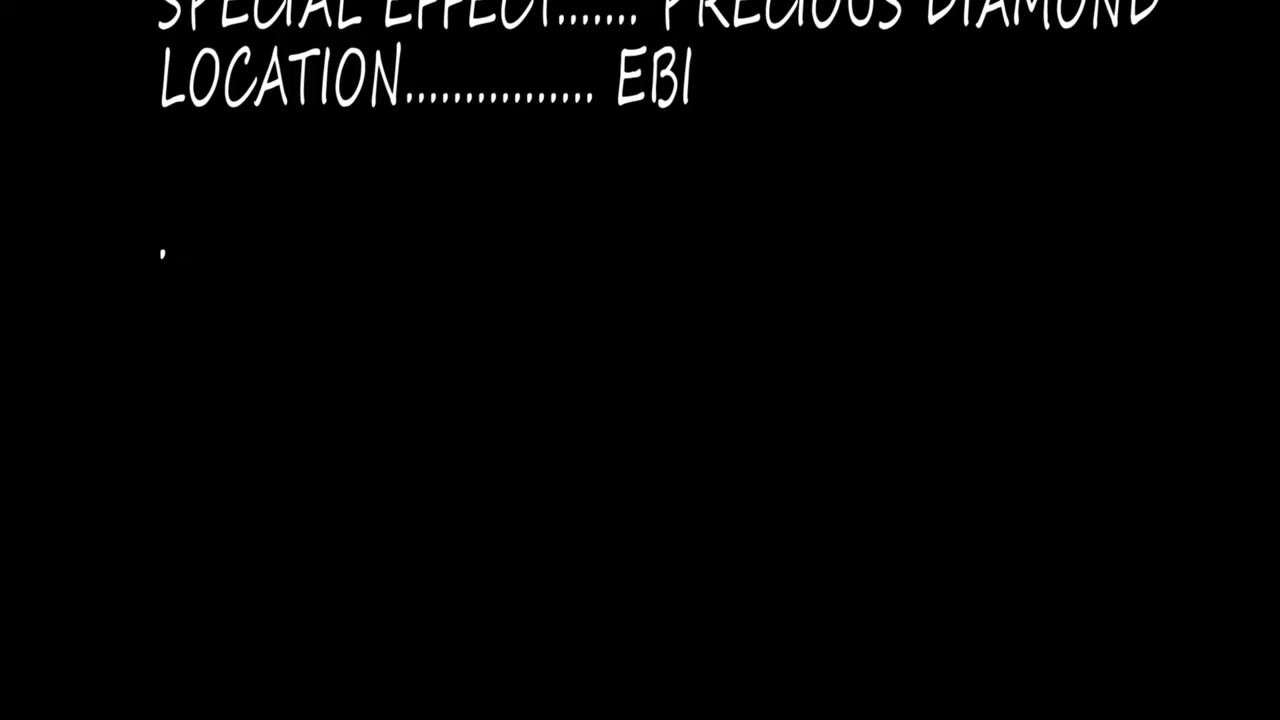 SPECIAL EFFECT....... PRECIOUS DIAMOND
LOCATION................ EBI
.